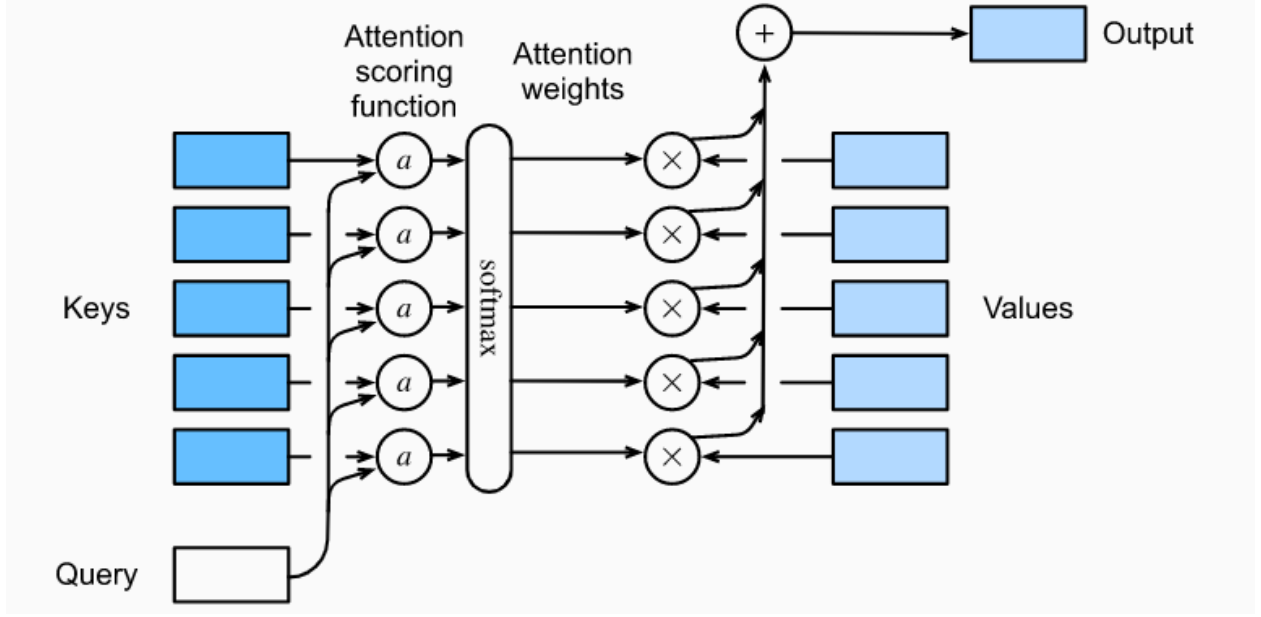 Attention
scoring
function
Attention
weights
+
Output
a
×
a
×
Keys
a
softmax
×
Values
a
×
a
×
Query